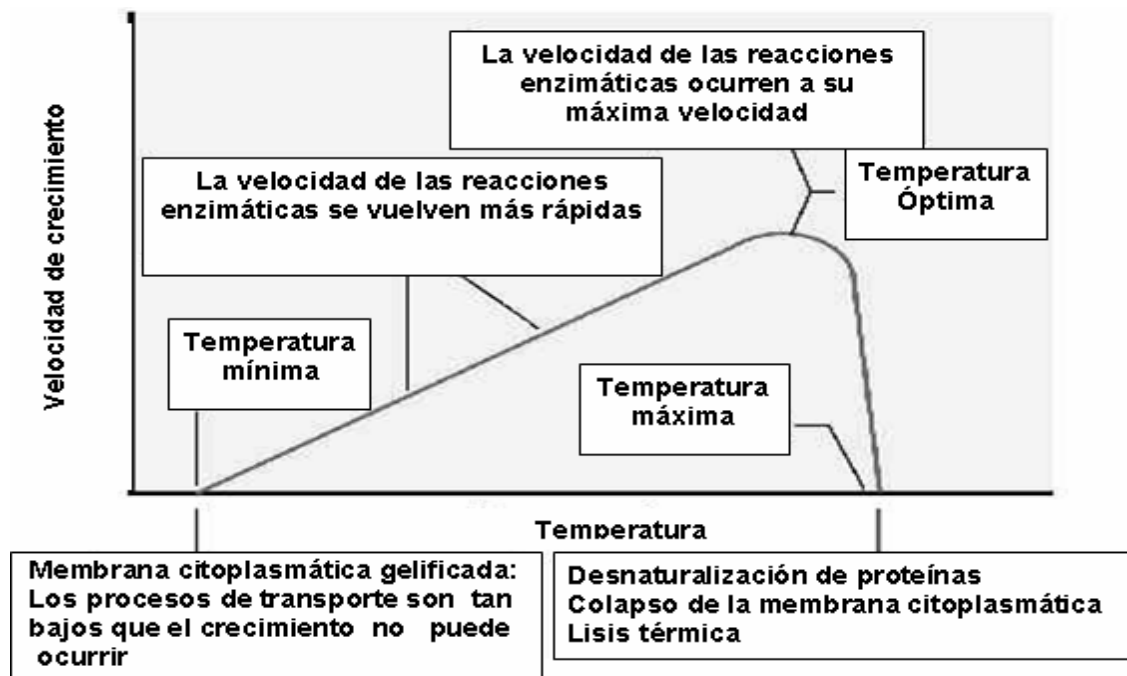 La velocidad de las reacciones
enzimáticas ocurren a su
máxima velocidad
Temperatura
Óptima
La velocidad de las reacciones
enzimáticas se vuelven más rápidas
Velocidad de crecimiento
Temperatura
mínima
Temperatura
máxima
Temperatura
Membrana citoplasmática gelificada:
Los procesos de transporte son tan
bajos que el crecimiento no puede
ocurrir
Desnaturalización de proteínas
Colapso de la membrana citoplasmática
Lisis térmica